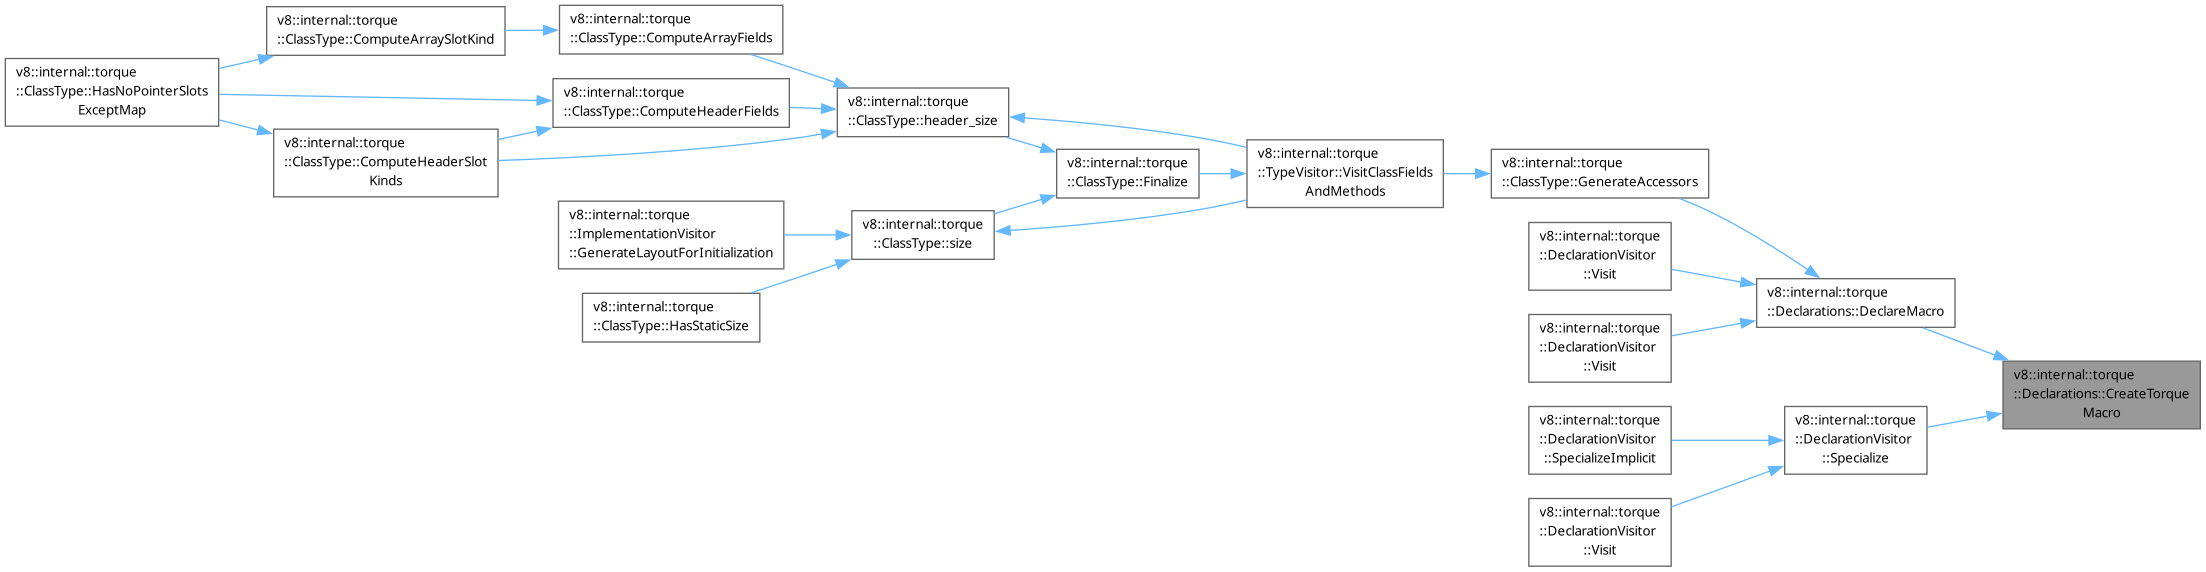 v8::internal::torque
::ClassType::HasNoPointerSlots
ExceptMap
v8::internal::torque
::ClassType::ComputeArraySlotKind
v8::internal::torque
::ClassType::ComputeHeaderSlot
Kinds
v8::internal::torque
::ClassType::ComputeArrayFields
v8::internal::torque
::ClassType::ComputeHeaderFields
v8::internal::torque
::ImplementationVisitor
::GenerateLayoutForInitialization
v8::internal::torque
::ClassType::HasStaticSize
v8::internal::torque
::ClassType::header_size
v8::internal::torque
::ClassType::size
v8::internal::torque
::ClassType::Finalize
v8::internal::torque
::TypeVisitor::VisitClassFields
AndMethods
v8::internal::torque
::ClassType::GenerateAccessors
v8::internal::torque
::DeclarationVisitor
::Visit
v8::internal::torque
::DeclarationVisitor
::Visit
v8::internal::torque
::DeclarationVisitor
::SpecializeImplicit
v8::internal::torque
::DeclarationVisitor
::Visit
v8::internal::torque
::Declarations::DeclareMacro
v8::internal::torque
::DeclarationVisitor
::Specialize
v8::internal::torque
::Declarations::CreateTorque
Macro